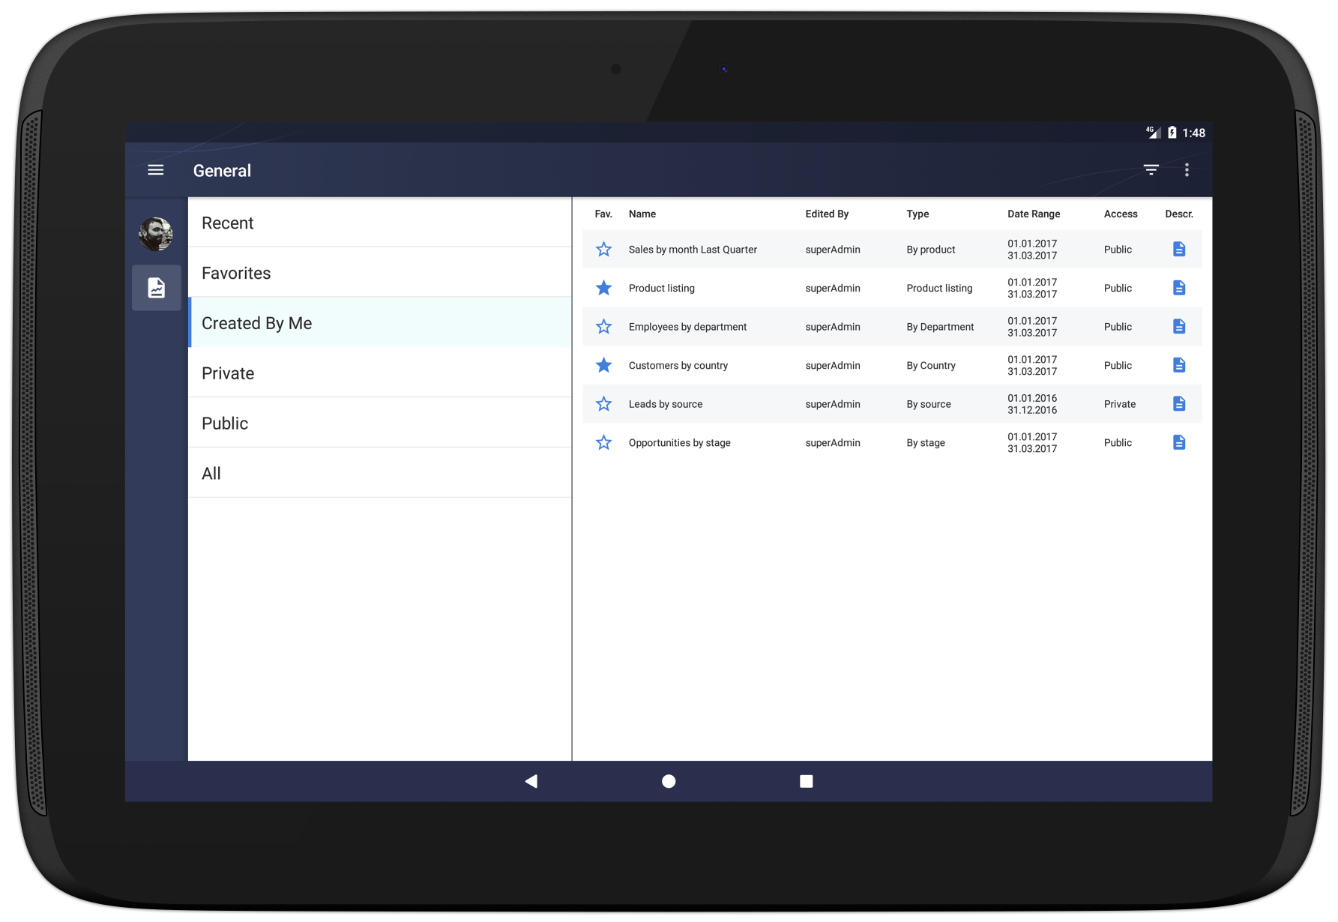 4G 1:48
General
Recent
Favorites
Created By Me
Private
Public
All
Fav. Name Edited By Type Date Range Access Descr.
Sales by month Last Quarter superAdmin By product 01.01.2017 Public
31.03.2017
Product listing superAdmin Product listing 01.01.2017 Public
31.03.2017
Employees by department superAdmin By Department 01.01.2017 Public
31.03.2017
Customers by country superAdmin By Country 01.01.2017 Public
31.03.2017
Leads by source superAdmin By source 01.01.2016 Private
31.12.2016
Opportunities by stage superAdmin By stage 01.01.2017 Public
31.03.2017